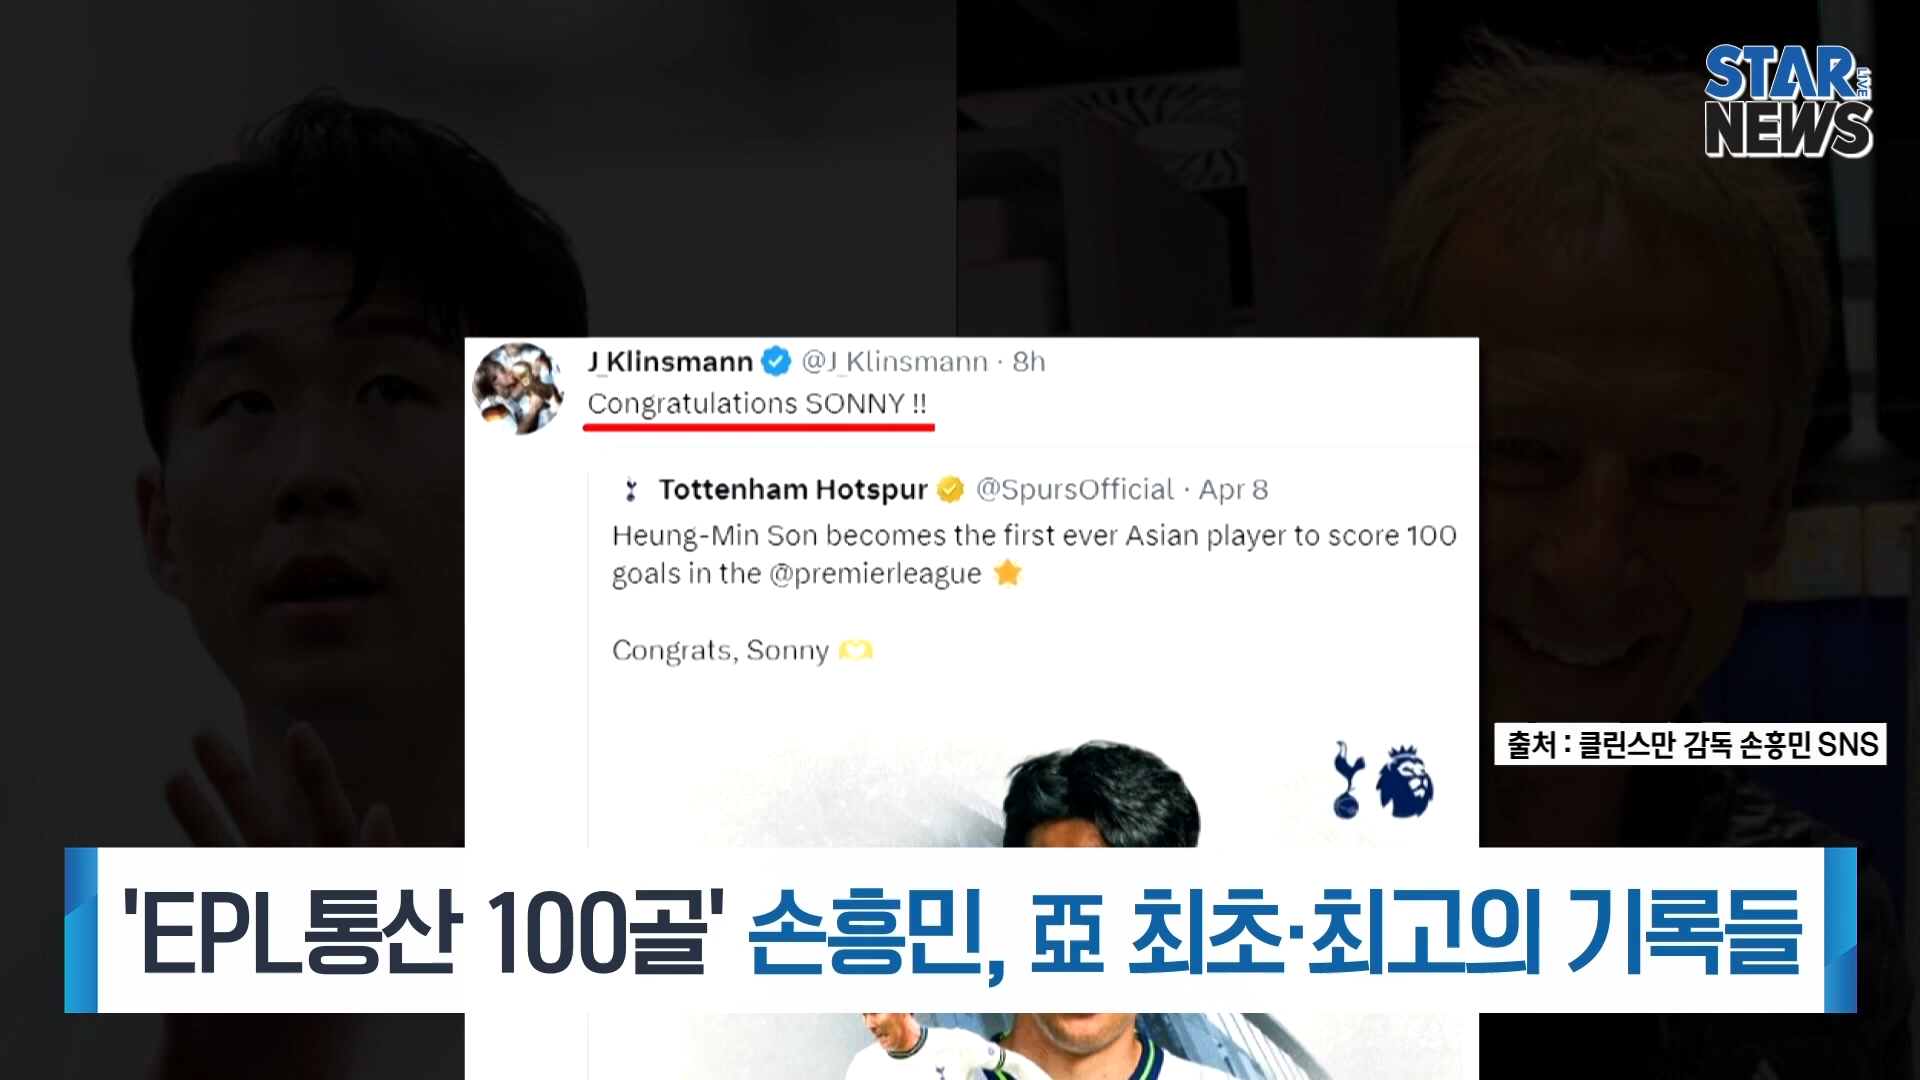 STAR
LIVE
NEWS
J_Klinsmann @J_Klinsmann · 8h
Congratulations SONNY !!
Tottenham Hotspur @SpursOfficial · Apr 8
Heung-Min Son becomes the first ever Asian player to score 100
goals in the @premierleague
Congrats, Sonny
출처 : 클린스만 감독 손흥민 SNS
'EPL통산 100골' 손흥민, 亞 최초·최고의 기록들